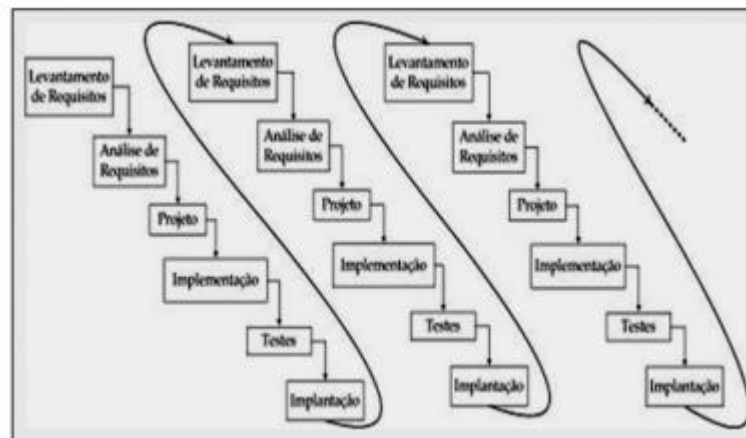 Levantamento
de Requisitos
Análise de
Requisitos
Projeto
Implementação
Testes
Implantação
Levantamento
de Requisitos
Análise de
Requisitos
Projeto
Implementação
Testes
Implantação
Levantamento
de Requisitos
Análise de
Requisitos
Projeto
Implementação
Testes
Implantação